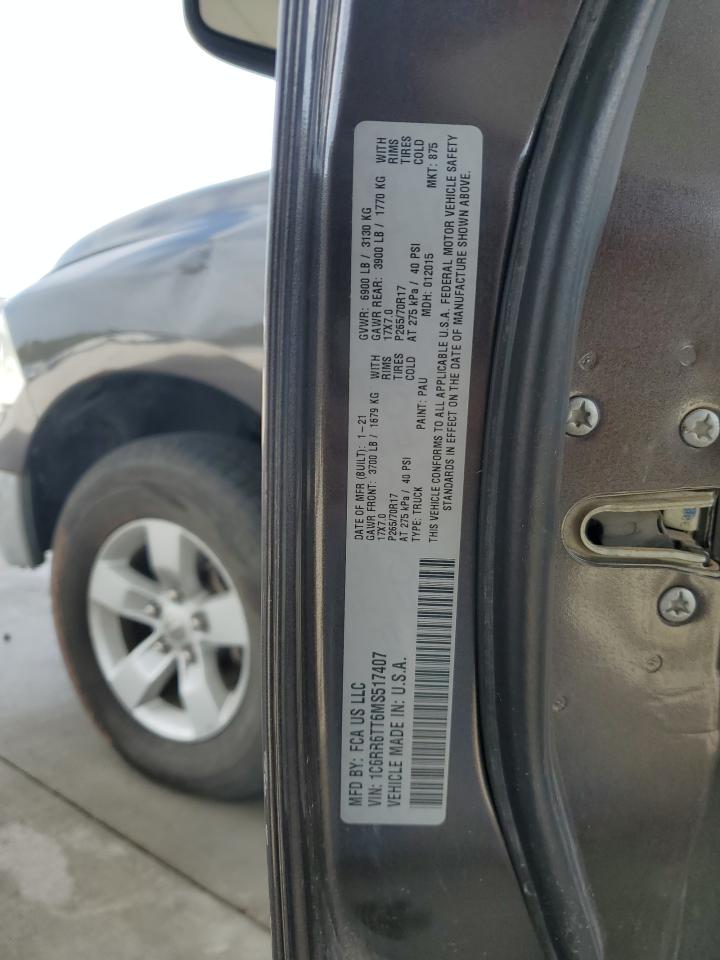 MFD BY: FCA US LLC
VIN: 1C6RR6TT6MS517407
VEHICLE MADE IN: U.S.A.
DATE OF MFR (BUILT): 1-21
GAWR FRONT: 3700 LB / 1679 KG WITH
17X7.0 RIMS
P265/70R17 TIRES
AT 275 kPa / 40 PSI COLD
TYPE: TRUCK PAINT: PAU
GVWR: 6900 LB / 3130 KG
GAWR REAR: 3900 LB / 1770 KG WITH
17X7.0 RIMS
P265/70R17 TIRES
AT 275 kPa / 40 PSI COLD
MDH: 012015 MKT: 875
THIS VEHICLE CONFORMS TO ALL APPLICABLE U.S.A. FEDERAL MOTOR VEHICLE SAFETY
STANDARDS IN EFFECT ON THE DATE OF MANUFACTURE SHOWN ABOVE.